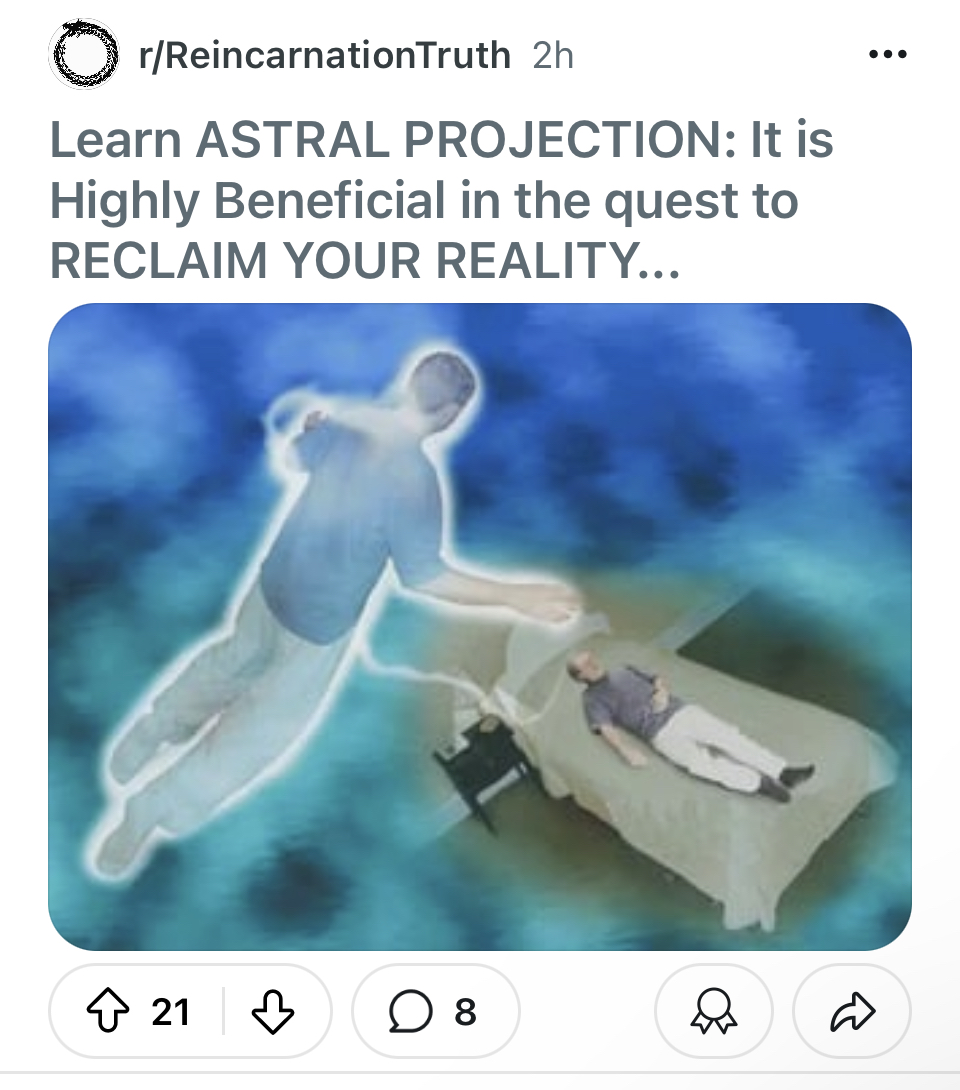 r/ReincarnationTruth 2h
Learn ASTRAL PROJECTION: It is
Highly Beneficial in the quest to
RECLAIM YOUR REALITY...
21 8